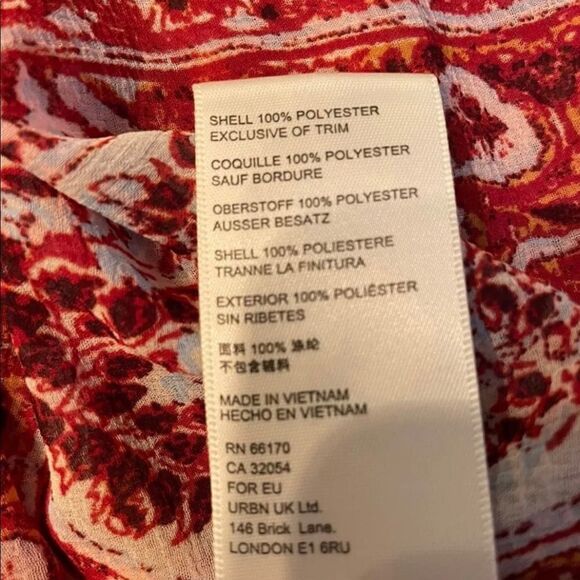 SHELL 100% POLYESTER
EXCLUSIVE OF TRIM
COQUILLE 100% POLYESTER
SAUF BORDURE
OBERSTOFF 100% POLYESTER
AUSSER BESATZ
SHELL 100% POLIESTERE
TRANNE LA FINITURA
EXTERIOR 100% POLIÉSTER
SIN RIBETES
面料 100% 涤纶
不包含辅料
MADE IN VIETNAM
HECHO EN VIETNAM
RN 66170
CA 32054
FOR EU
URBN UK Ltd.
146 Brick Lane.
LONDON E1 6RU